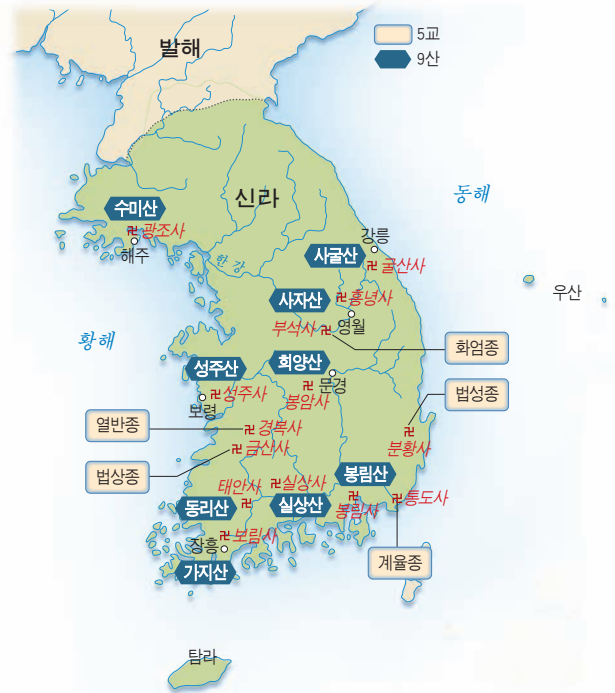 5교
9산
발해
신라
동해
우산
황해
한강
수미산
광조사
해주
강릉
사굴산
굴산사
사자산
흥녕사
영월
부석사
화엄종
성주산
성주사
보령
희양산
문경
봉암사
법성종
분황사
열반종
경복사
법상종
금산사
태안사
동리산
실상사
실상산
봉림산
봉림사
통도사
계율종
보림사
장흥
가지산
탐라